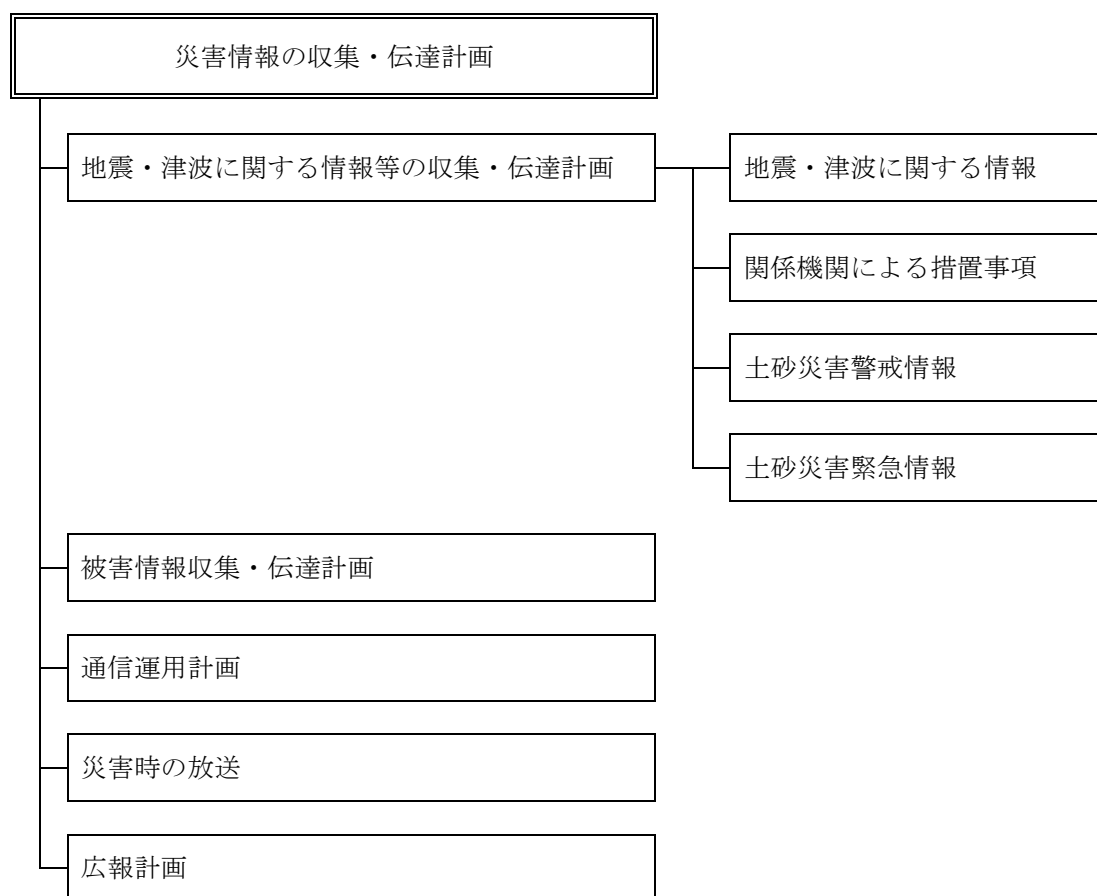 災害情報の収集・伝達計画
地震・津波に関する情報等の収集・伝達計画
地震・津波に関する情報
関係機関による措置事項
土砂災害警戒情報
土砂災害緊急情報
被害情報収集・伝達計画
通信運用計画
災害時の放送
広報計画